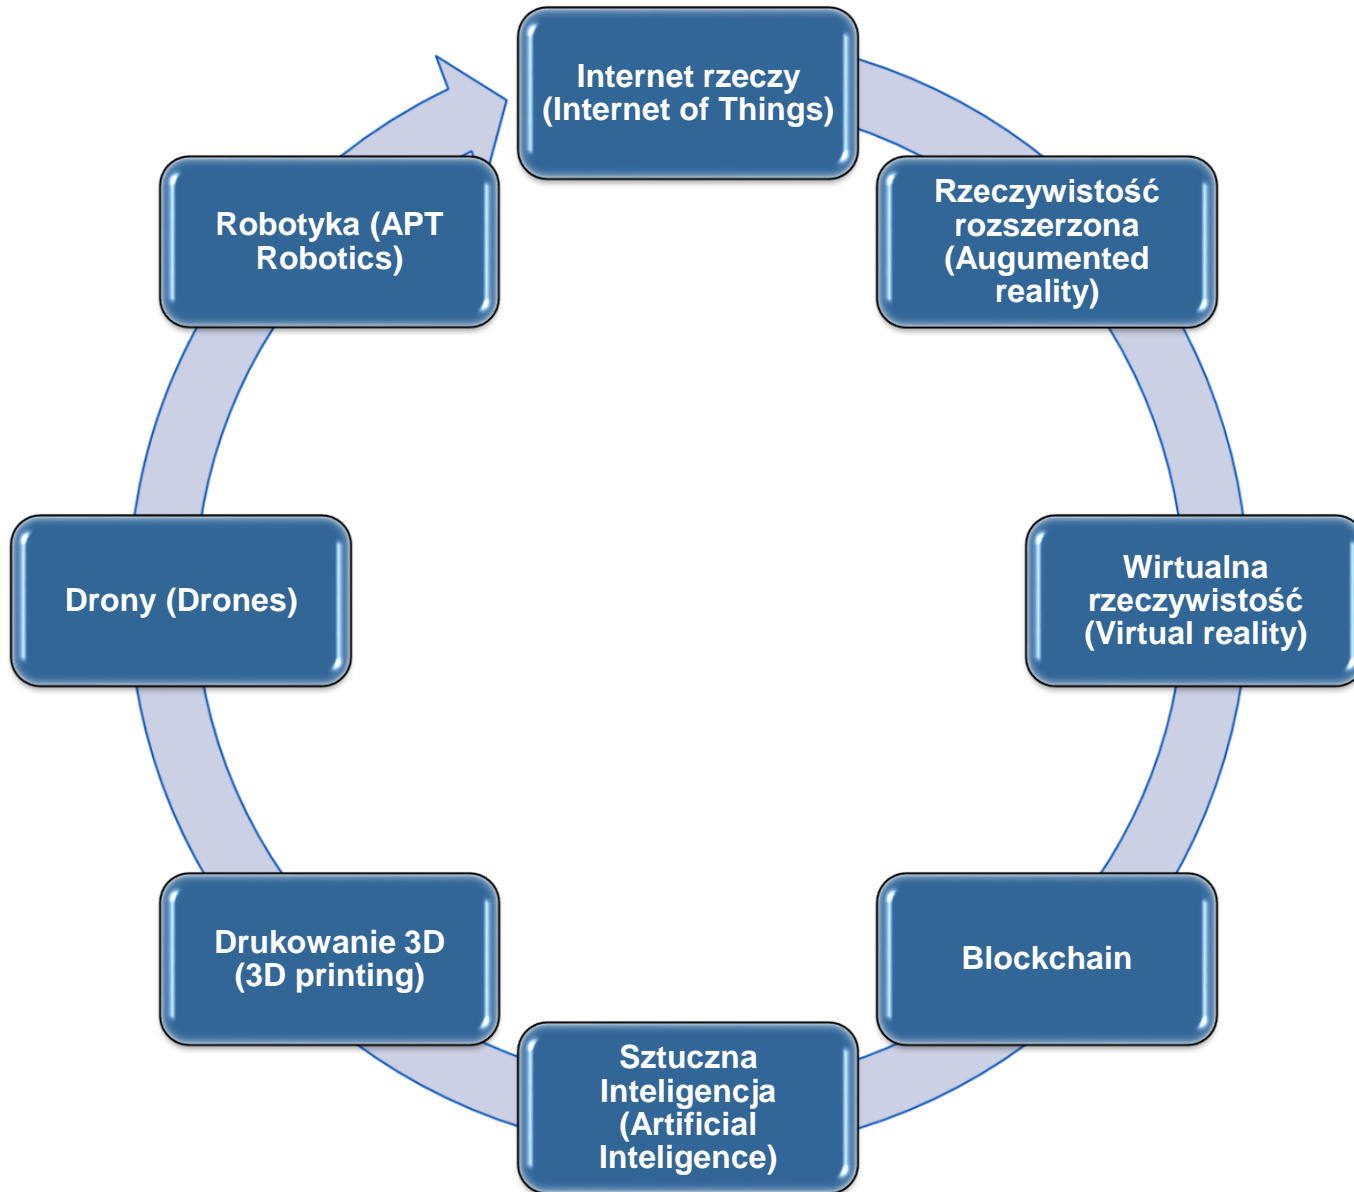 Internet rzeczy
(Internet of Things)
Rzeczywistość
rozszerzona
(Augumented
reality)
Wirtualna
rzeczywistość
(Virtual reality)
Blockchain
Sztuczna
Inteligencja
(Artificial
Inteligence)
Drukowanie 3D
(3D printing)
Drony (Drones)
Robotyka (APT
Robotics)